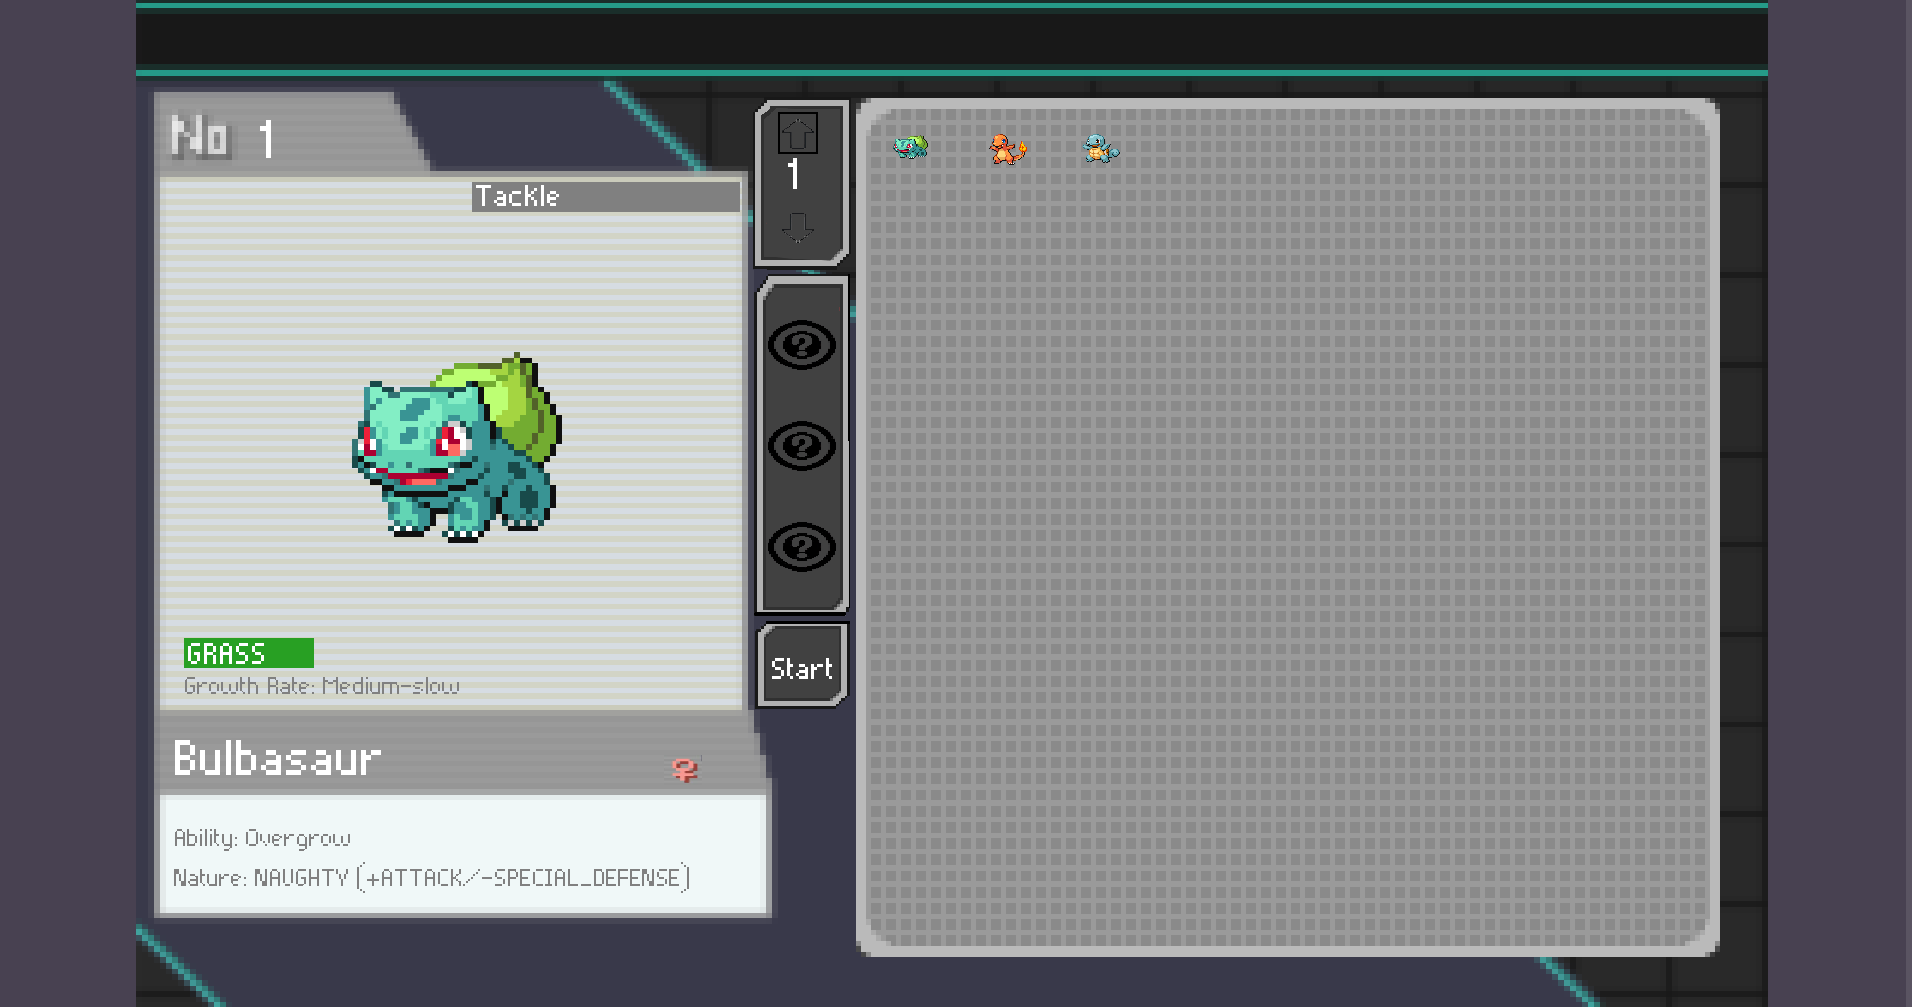 No 1
Tackle
GRASS
Growth Rate: Medium-slow
Bulbasaur ♀
Ability: Overgrow
Nature: NAUGHTY (+ATTACK/-SPECIAL_DEFENSE)
1
?
?
?
Start